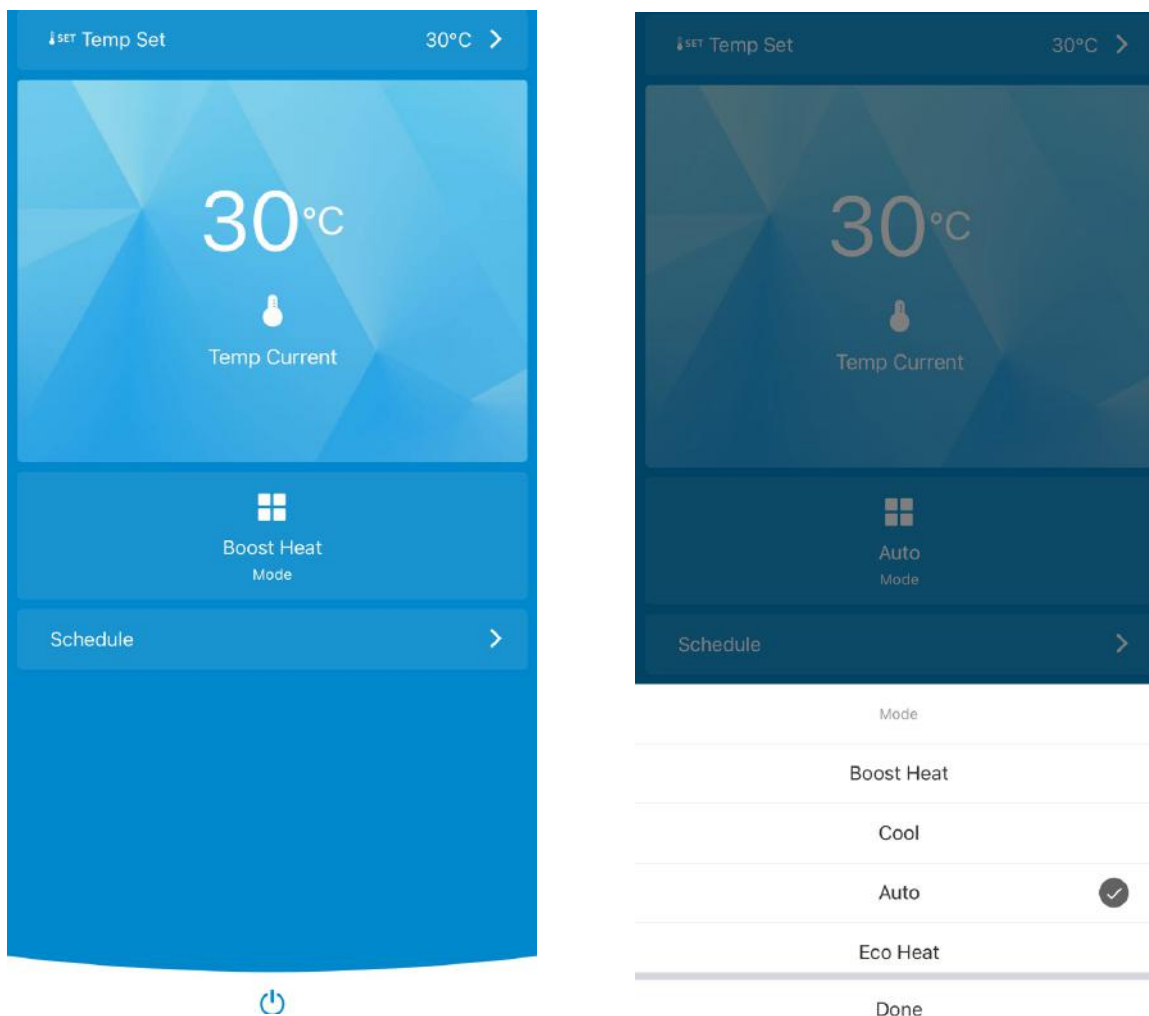 SET Temp Set 30°C
30°C
Temp Current
Boost Heat
Mode
Schedule
SET Temp Set 30°C
30°C
Temp Current
Auto
Mode
Schedule
Mode
Boost Heat
Cool
Auto
Eco Heat
Done